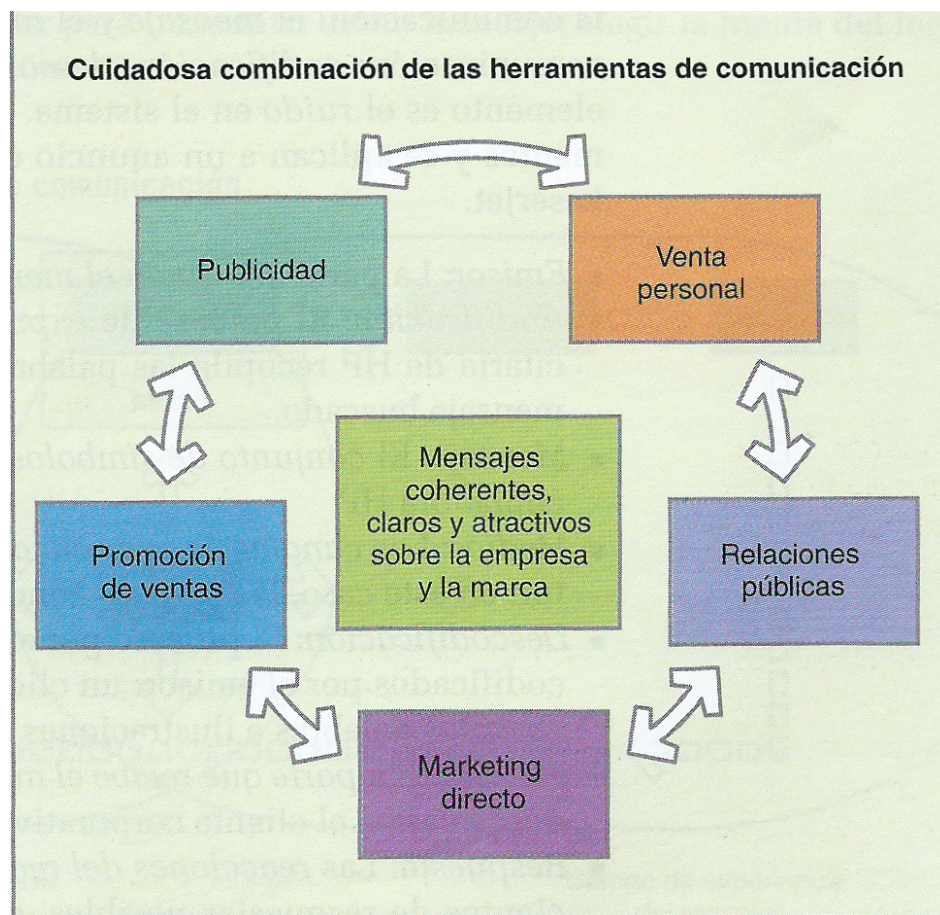 Cuidadosa combinación de las herramientas de comunicación
Publicidad
Venta
personal
Mensajes
coherentes,
claros y atractivos
sobre la empresa
y la marca
Promoción
de ventas
Relaciones
públicas
Marketing
directo